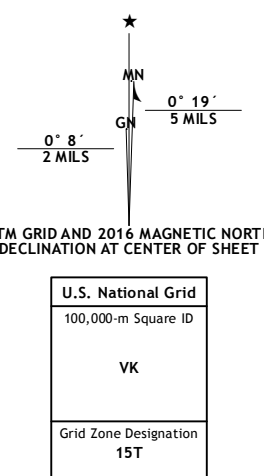 ★
MN
0° 19´
5 MILS
GN
0° 8´
2 MILS
TM GRID AND 2016 MAGNETIC NORTH
DECLINATION AT CENTER OF SHEET
U.S. National Grid
100,000-m Square ID
VK
Grid Zone Designation
15T